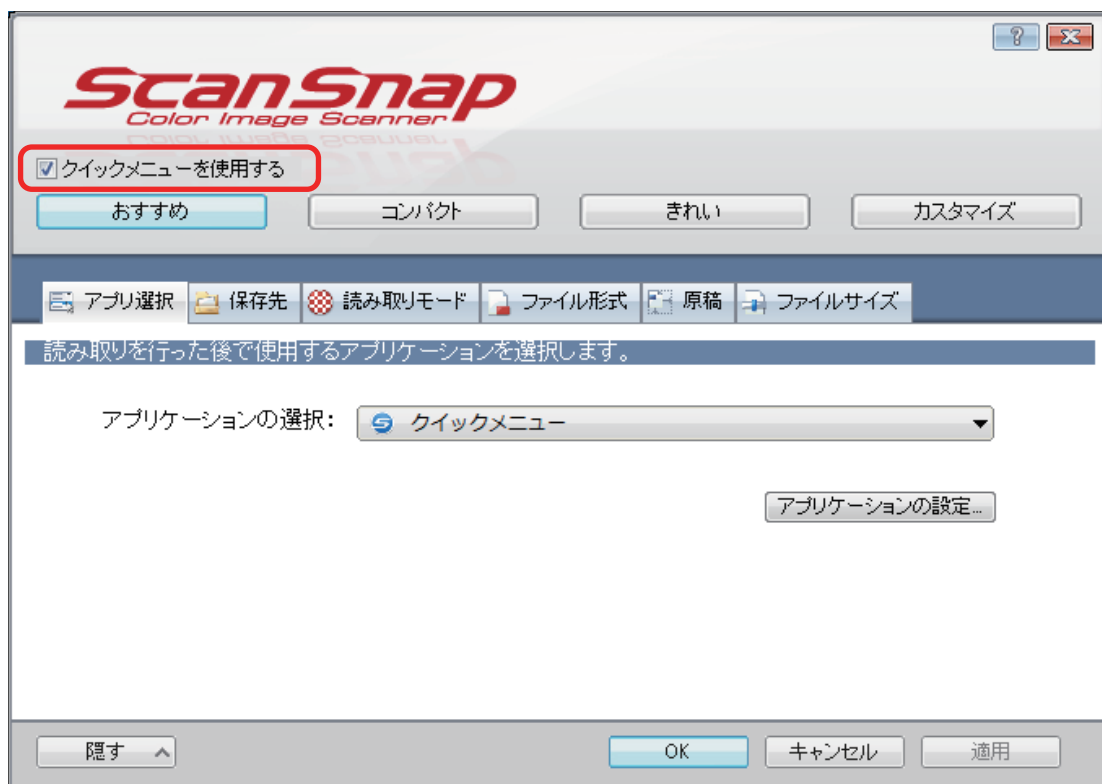 ?
ScanSnap
Color Image Scanner
クイックメニューを使用する
おすすめ コンパクト きれい カスタマイズ
アプリ選択 保存先 読み取りモード ファイル形式 原稿 ファイルサイズ
読み取りを行った後で使用するアプリケーションを選択します。
アプリケーションの選択: クイックメニュー
アプリケーションの設定...
隠す OK キャンセル 適用